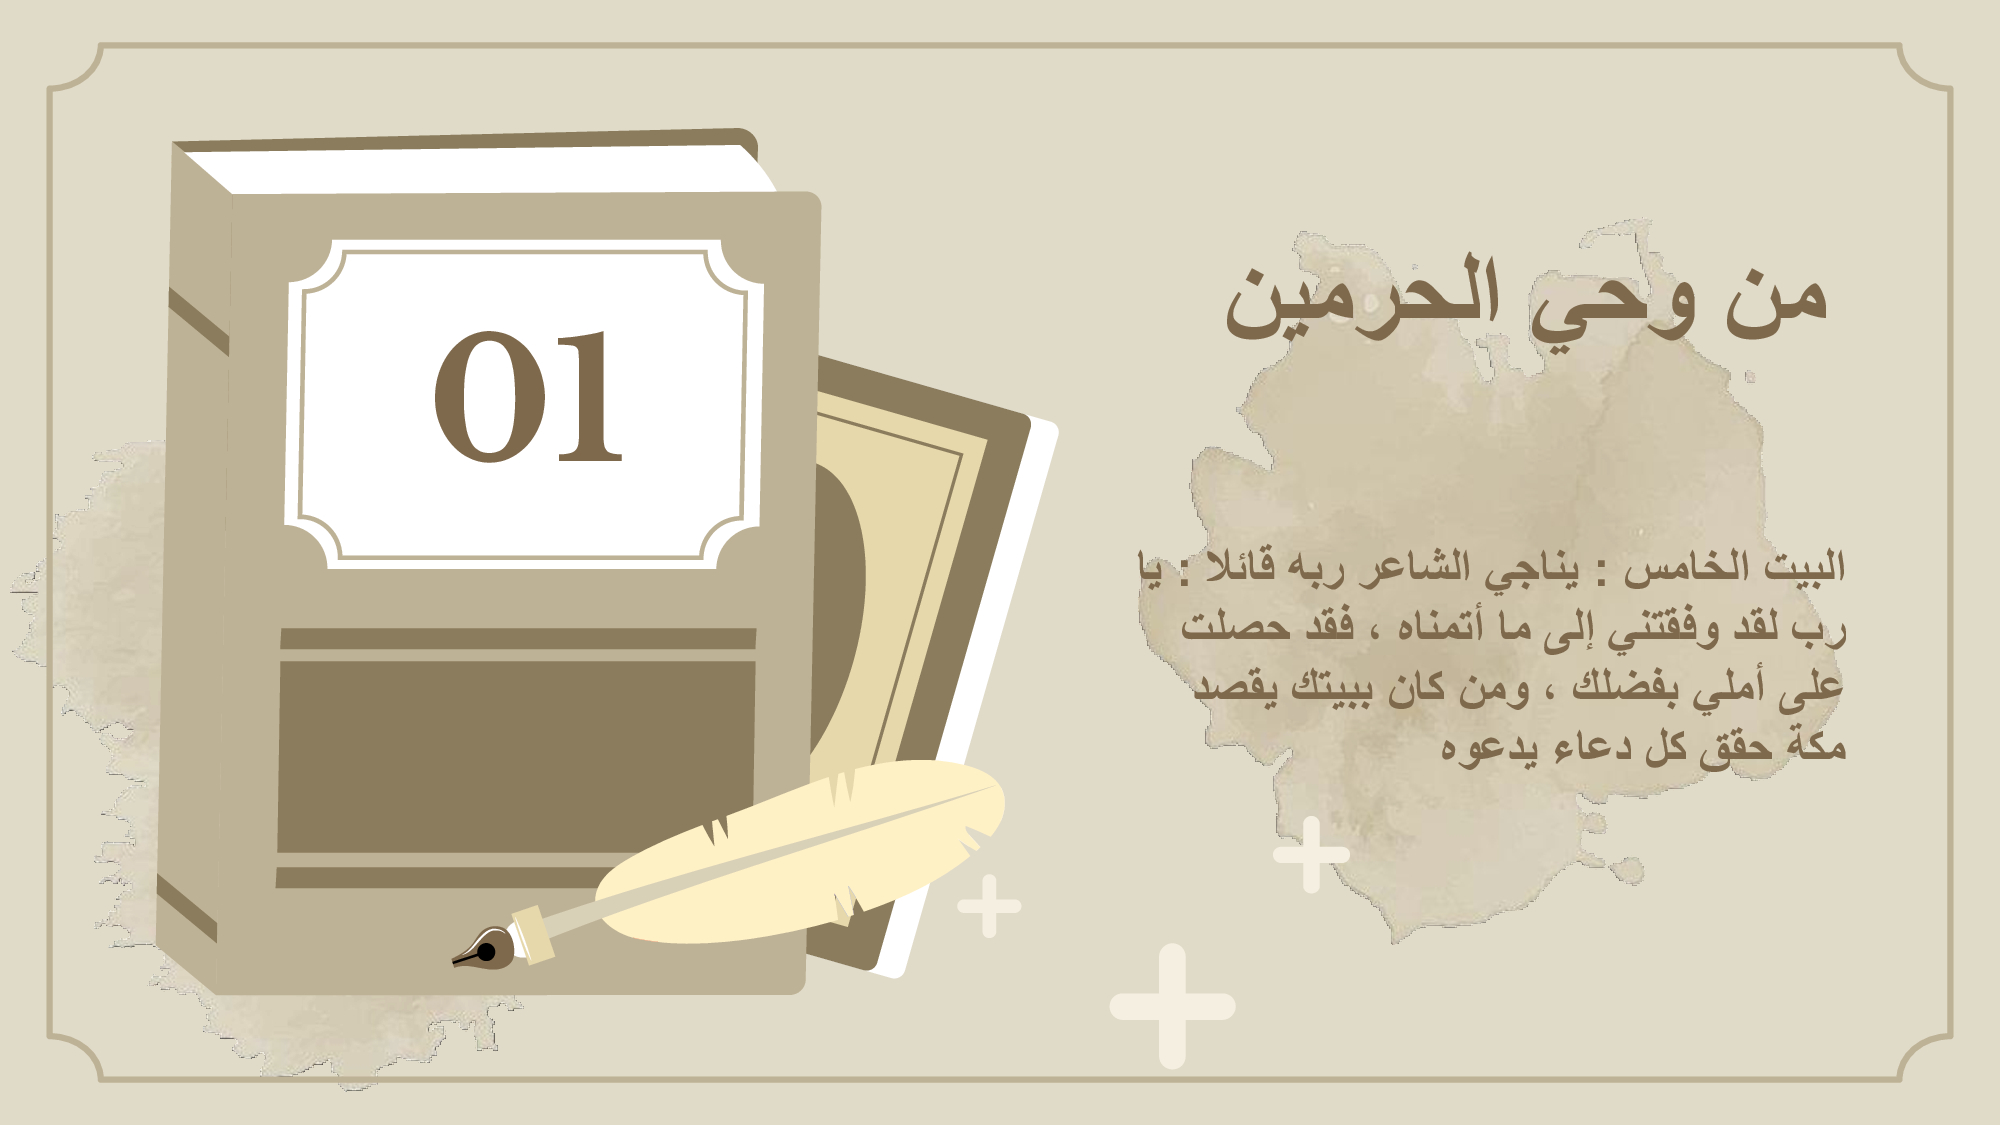 01
من وحي الحرمين
البيت الخامس : يناجي الشاعر ربه قائلا : يا
رب لقد وفقتني إلى ما أتمناه ، فقد حصلت
على أملي بفضلك ، ومن كان ببيتك يقصد
مكة حقق كل دعاء يدعوه